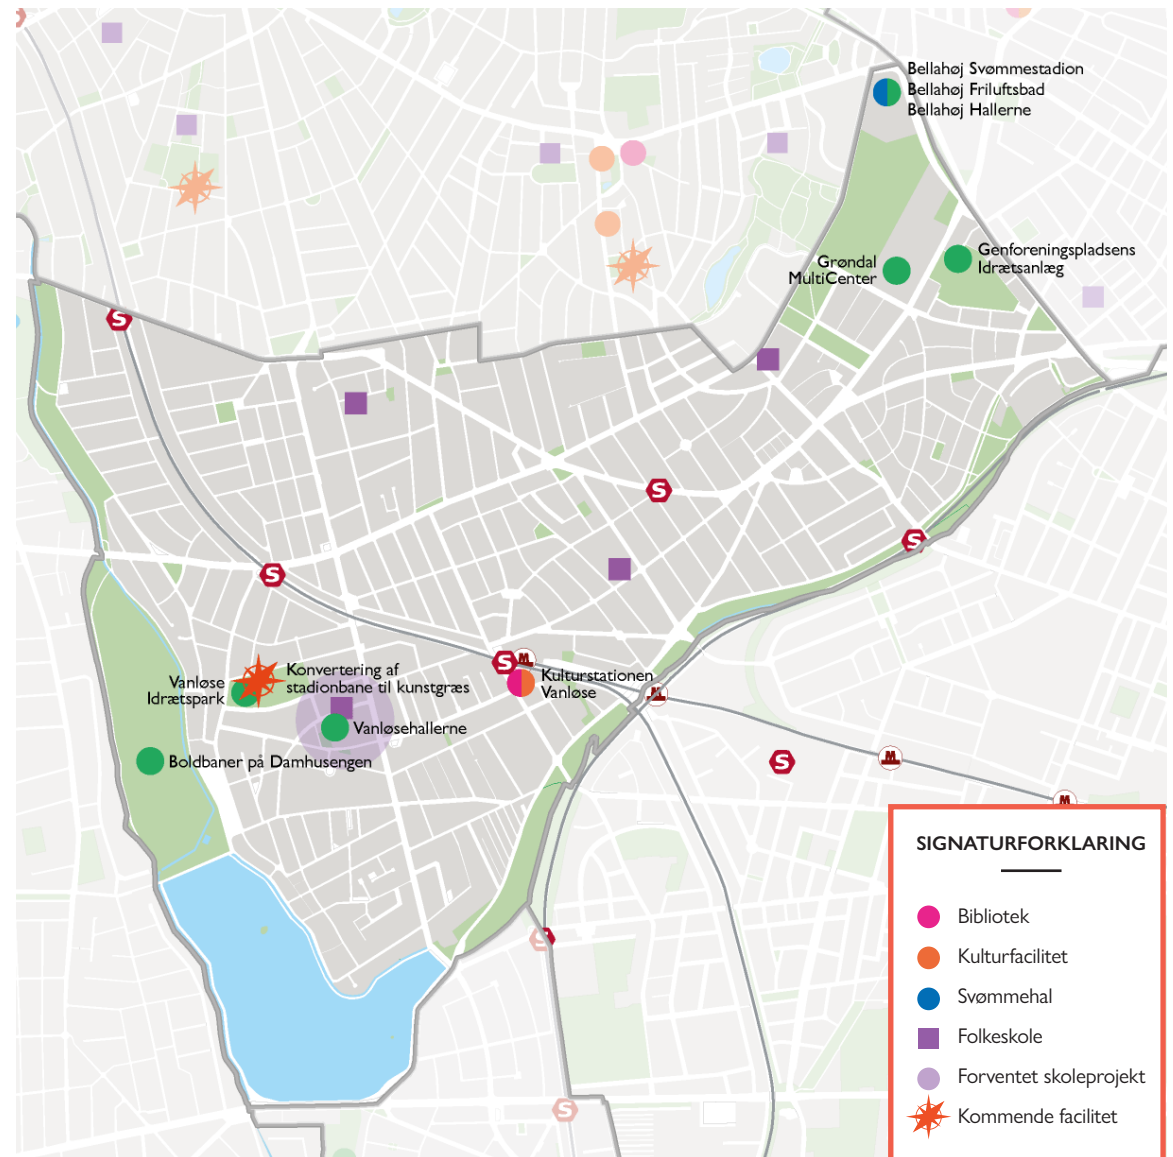 Bellahøj Svømmestadion
Bellahøj Friluftsbad
Bellahøj Hallerne
Genforeningspladsens
Idrætsanlæg
Grøndal
MultiCenter
S
S
S
S
S
M
Kulturstationen
Vanløse
M
Konvertering af
stadionbane til kunstgræs
Vanløse
Idrætspark
Vanløsehallerne
Boldbaner på Damhusengen
S
M
M
S
S
SIGNATURFORKLARING
Bibliotek
Kulturfacilitet
Svømmehal
Folkeskole
Forventet skoleprojekt
Kommende facilitet